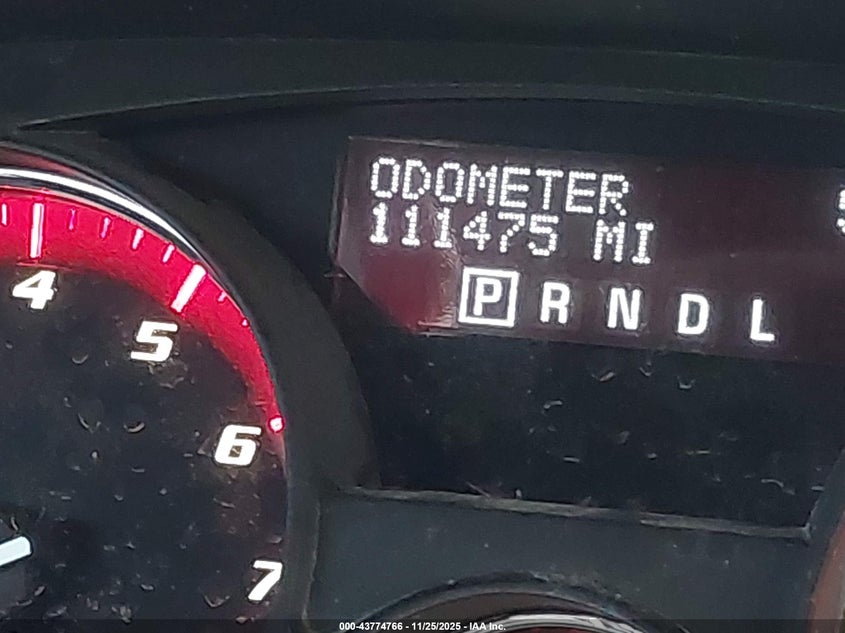 ODOMETER
111475 MI
P R N D L
4
5
6
7
000-43774766 - 11/25/2025 - IAA Inc.